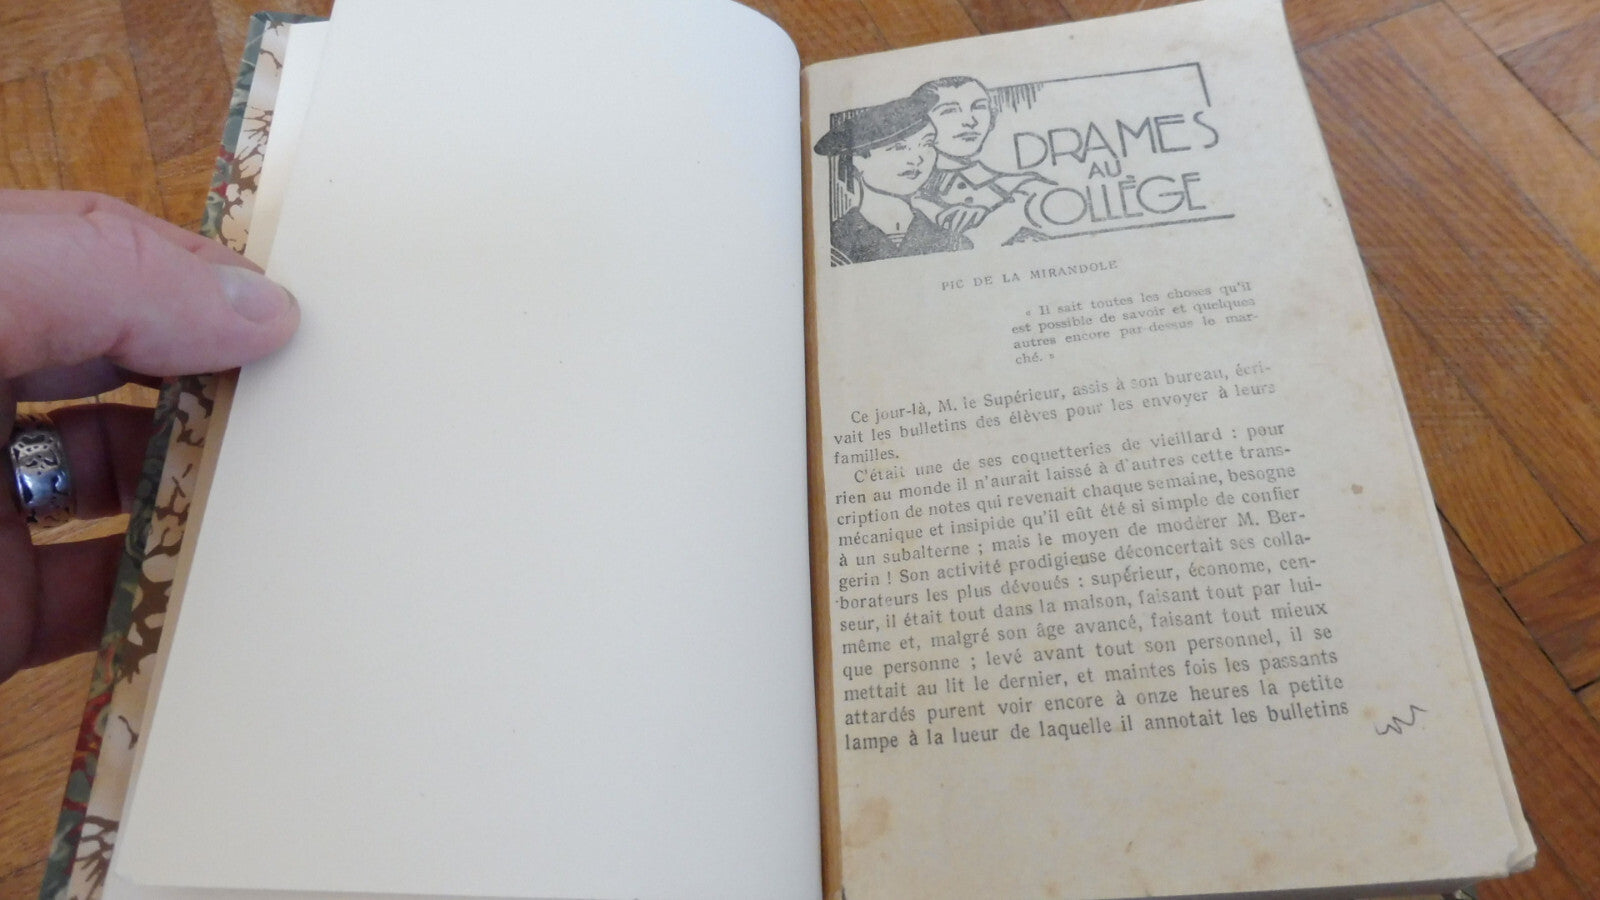 DRAMES
AU
COLLÈGE
PIC DE LA MIRANDOLE
« Il sait toutes les choses qu'il
est possible de savoir et quelques
autres encore par-dessus le mar-
ché. »
Ce jour-là, M. le Supérieur, assis à son bureau, écri-
vait les bulletins des élèves pour les envoyer à leurs
familles.
C'était une de ses coquetteries de vieillard : pour
rien au monde il n'aurait laissé à d'autres cette trans-
cription de notes qui revenait chaque semaine, besogne
mécanique et insipide qu'il eût été si simple de confier
à un subalterne ; mais le moyen de modérer M. Ber-
gerin ! Son activité prodigieuse déconcertait ses colla-
borateurs les plus dévoués : supérieur, économe, cen-
seur, il était tout dans la maison, faisant tout par lui-
même et, malgré son âge avancé, faisant tout mieux
que personne ; levé avant tout son personnel, il se
mettait au lit le dernier, et maintes fois les passants
attardés purent voir encore à onze heures la petite
lampe à la lueur de laquelle il annotait les bulletins